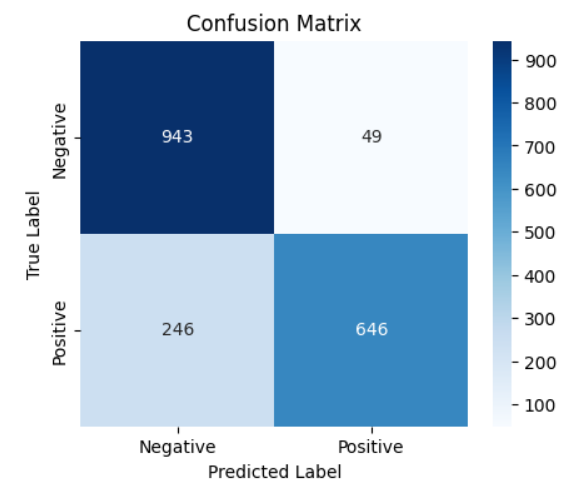 Confusion Matrix
True Label
Negative
943
49
Positive
246
646
Negative
Positive
Predicted Label
900
800
700
600
500
400
300
200
100